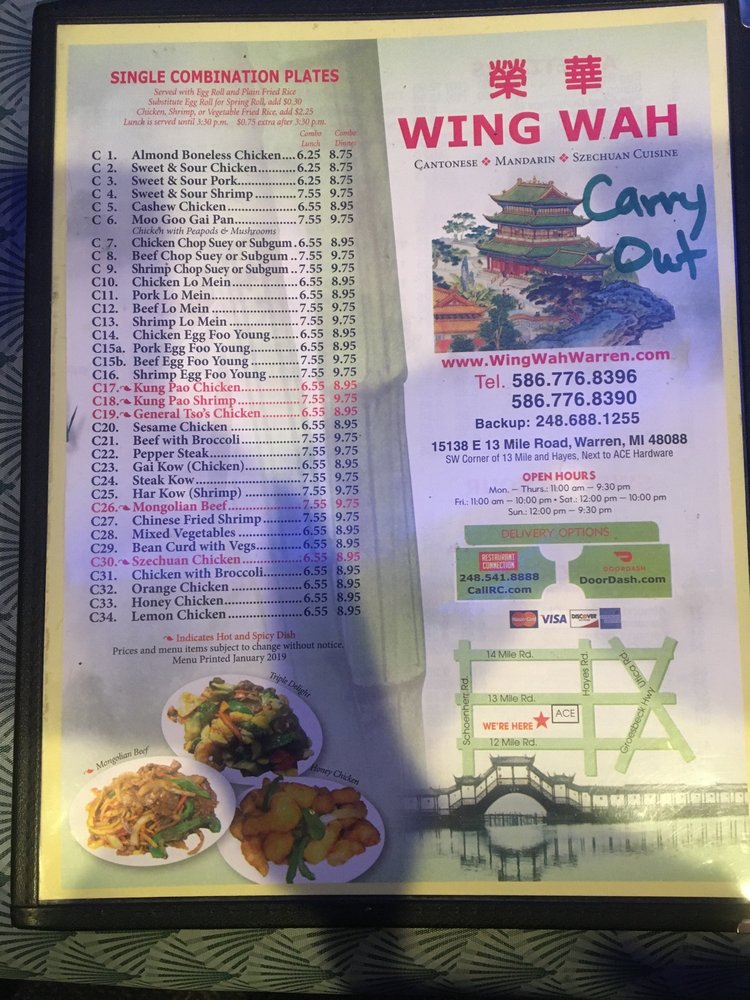 SINGLE COMBINATION PLATES
Served with Egg Roll and Plain Fried Rice
Substitute Egg Roll for Spring Roll, add $0.30
Chicken, Shrimp, or Vegetable Fried Rice, add $2.25
Lunch is served until 3:30 p.m. $0.75 extra after 3:30 p.m.
Combo Combo
Lunch Dinner
C 1. Almond Boneless Chicken....6.25 8.75
C 2. Sweet & Sour Chicken..........6.25 8.75
C 3. Sweet & Sour Pork...............6.25 8.75
C 4. Sweet & Sour Shrimp ..........7.55 9.75
C 5. Cashew Chicken..................6.55 8.95
C 6. Moo Goo Gai Pan................7.55 9.75
Chicken with Peapods & Mushrooms
C 7. Chicken Chop Suey or Subgum .6.55 8.95
C 8. Beef Chop Suey or Subgum ..7.55 9.75
C 9. Shrimp Chop Suey or Subgum ..7.55 9.75
C10. Chicken Lo Mein.................6.55 8.95
C11. Pork Lo Mein......................6.55 8.95
C12. Beef Lo Mein ......................7.55 9.75
C13. Shrimp Lo Mein ..................7.55 9.75
C14. Chicken Egg Foo Young.......6.55 8.95
C15a. Pork Egg Foo Young............6.55 8.95
C15b. Beef Egg Foo Young ............7.55 9.75
C16. Shrimp Egg Foo Young ........7.55 9.75
C17. Kung Pao Chicken...............6.55 8.95
C18. Kung Pao Shrimp ................7.55 9.75
C19. General Tso's Chicken..........6.55 8.95
C20. Sesame Chicken ..................6.55 8.95
C21. Beef with Broccoli...............7.55 9.75
C22. Pepper Steak.......................7.55 9.75
C23. Gai Kow (Chicken)..............6.55 8.95
C24. Steak Kow..........................7.55 9.75
C25. Har Kow (Shrimp) ..............7.55 9.75
C26. Mongolian Beef...................7.55 9.75
C27. Chinese Fried Shrimp..........7.55 9.75
C28. Mixed Vegetables ................6.55 8.95
C29. Bean Curd with Vegs...........6.55 8.95
C30. Szechuan Chicken ...............6.55 8.95
C31. Chicken with Broccoli..........6.55 8.95
C32. Orange Chicken ..................6.55 8.95
C33. Honey Chicken....................6.55 8.95
C34. Lemon Chicken ...................6.55 8.95
Indicates Hot and Spicy Dish
Prices and menu items subject to change without notice.
Menu Printed January 2019
Triple Delight
Mongolian Beef
Honey Chicken
榮 華
WING WAH
CANTONESE ❖ MANDARIN ❖ SZECHUAN CUISINE
Carry
Out
www.WingWahWarren.com
Tel. 586.776.8396
586.776.8390
Backup: 248.688.1255
15138 E 13 Mile Road, Warren, MI 48088
SW Corner of 13 Mile and Hayes, Next to ACE Hardware
OPEN HOURS
Mon. – Thurs.: 11:00 am – 9:30 pm
Fri.: 11:00 am – 10:00 pm • Sat.: 12:00 pm – 10:00 pm
Sun.: 12:00 pm – 9:30 pm
DELIVERY OPTIONS
RESTAURANT
CONNECTION
248.541.8888
CallRC.com
DOORDASH
DoorDash.com
MasterCard
VISA
DISCOVER
14 Mile Rd.
13 Mile Rd.
12 Mile Rd.
Schoenherr Rd.
Hayes Rd.
Utica Rd
Groesbeck Hwy
WE'RE HERE ★
ACE